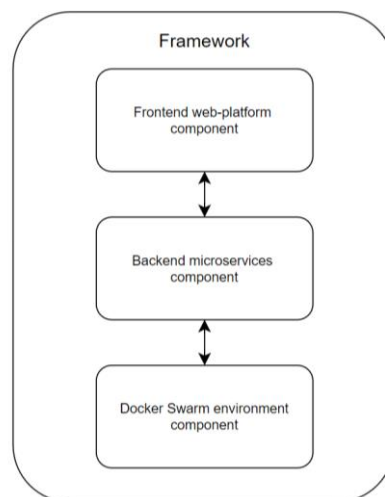 Framework
Frontend web-platform
component
Backend microservices
component
Docker Swarm environment
component